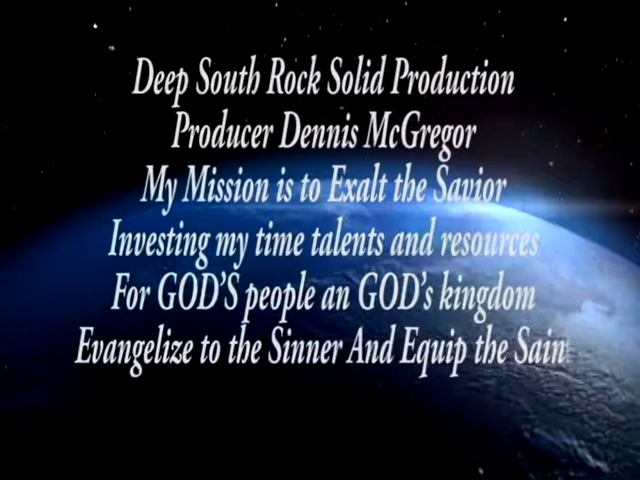 Deep South Rock Solid Production
Producer Dennis McGregor
My Mission is to Exalt the Savior
Investing my time talents and resources
For GOD'S people an GOD's kingdom
Evangelize to the Sinner And Equip the Sain